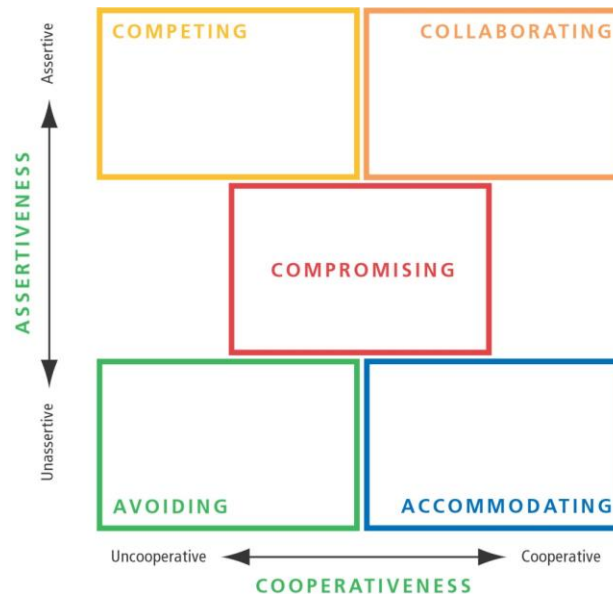 COMPETING
COLLABORATING
Assertive
ASSERTIVENESS
COMPROMISING
Unassertive
AVOIDING
ACCOMMODATING
Uncooperative
Cooperative
COOPERATIVENESS